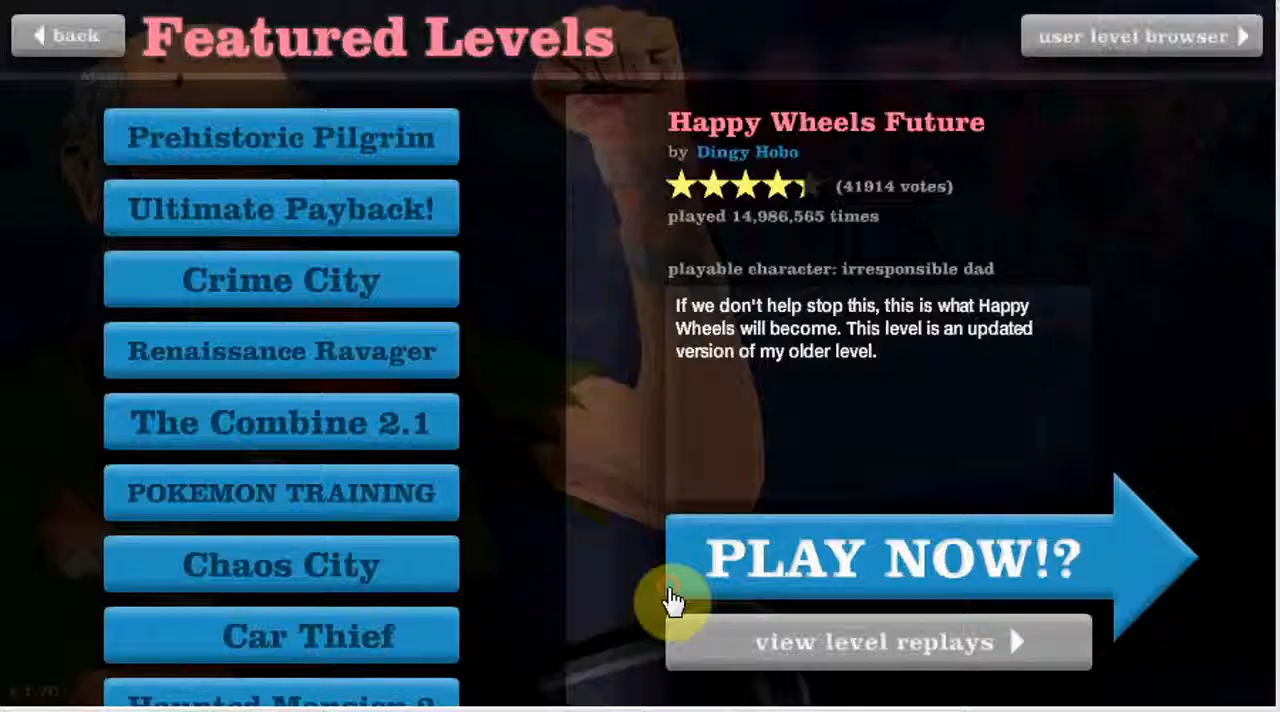 back
Featured Levels
user level browser
Prehistoric Pilgrim
Ultimate Payback!
Crime City
Renaissance Ravager
The Combine 2.1
POKEMON TRAINING
Chaos City
Car Thief
Happy Wheels Future
by Dingy Hobo
(41914 votes)
played 14,986,565 times
playable character: irresponsible dad
If we don't help stop this, this is what Happy
Wheels will become. This level is an updated
version of my older level.
PLAY NOW!?
view level replays